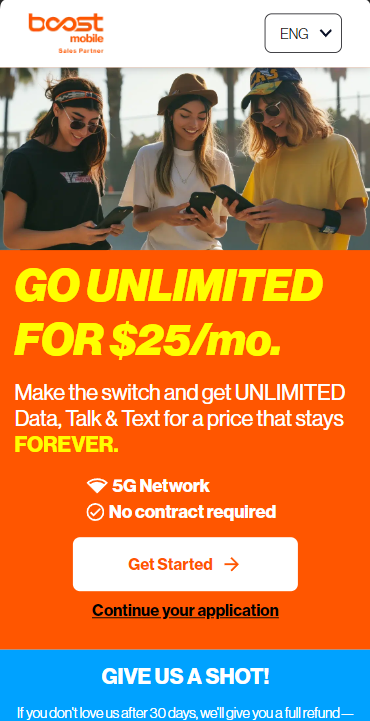 boost
mobile
Sales Partner
ENG
GO UNLIMITED
FOR $25/mo.
Make the switch and get UNLIMITED
Data, Talk & Text for a price that stays
FOREVER.
5G Network
No contract required
Get Started
Continue your application
GIVE US A SHOT!
If you don't love us after 30 days, we'll give you a full refund—